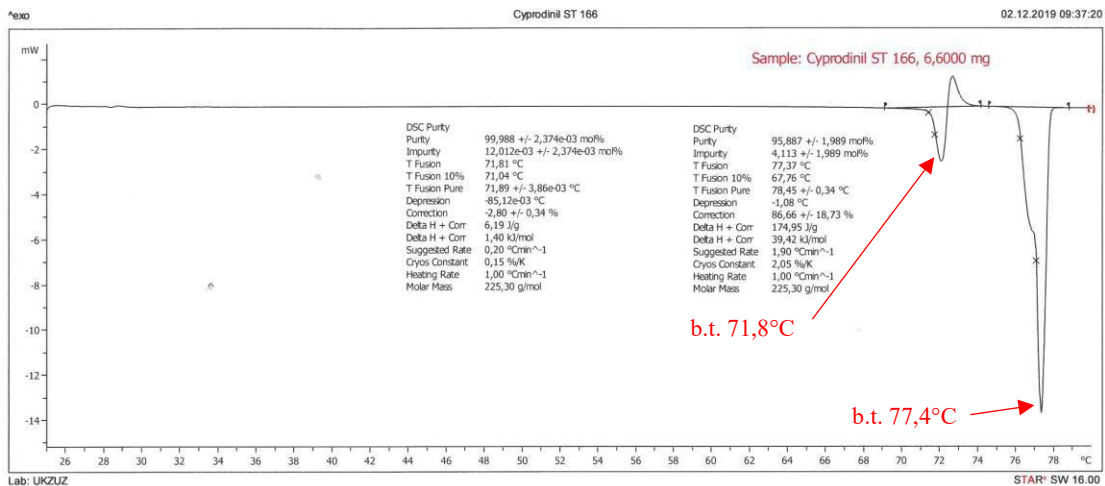 ^exo
Cyprodinil ST 166
02.12.2019 09:37:20
mW
Sample: Cyprodinil ST 166, 6,6000 mg
0
-2
-4
-6
-8
-10
-12
-14
DSC Purity
Purity 99,988 +/- 2,374e-03 mol%
Impurity 12,012e-03 +/- 2,374e-03 mol%
T Fusion 71,81 °C
T Fusion 10% 71,04 °C
T Fusion Pure 71,89 +/- 3,86e-03 °C
Depression -85,12e-03 °C
Correction -2,80 +/- 0,34 %
Delta H + Corr 6,19 J/g
Delta H + Corr 1,40 kJ/mol
Suggested Rate 0,20 °Cmin^-1
Cryos Constant 0,15 %/K
Heating Rate 1,00 °Cmin^-1
Molar Mass 225,30 g/mol
DSC Purity
Purity 95,887 +/- 1,989 mol%
Impurity 4,113 +/- 1,989 mol%
T Fusion 77,37 °C
T Fusion 10% 67,76 °C
T Fusion Pure 78,45 +/- 0,34 °C
Depression -1,08 °C
Correction 86,66 +/- 18,73 %
Delta H + Corr 174,95 J/g
Delta H + Corr 39,42 kJ/mol
Suggested Rate 1,90 °Cmin^-1
Cryos Constant 2,05 %/K
Heating Rate 1,00 °Cmin^-1
Molar Mass 225,30 g/mol
b.t. 71,8°C
b.t. 77,4°C
26 28 30 32 34 36 38 40 42 44 46 48 50 52 54 56 58 60 62 64 66 68 70 72 74 76 78 °C
Lab: UKZUZ
STARe SW 16.00